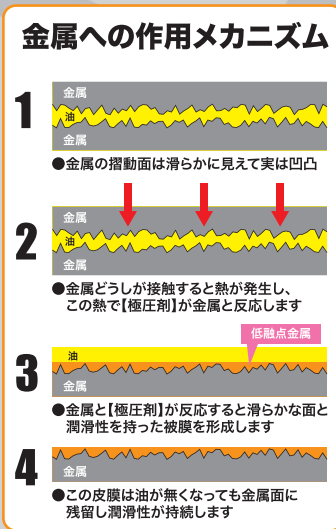 金属への作用メカニズム
1
金属
油
金属
●金属の摺動面は滑らかに見えて実は凹凸
2
金属
油
金属
●金属どうしが接触すると熱が発生し、
この熱で【極圧剤】が金属と反応します
低融点金属
3
油
金属
●金属と【極圧剤】が反応すると滑らかな面と
潤滑性を持った被膜を形成します
4
金属
●この皮膜は油が無くなっても金属面に
残留し潤滑性が持続します